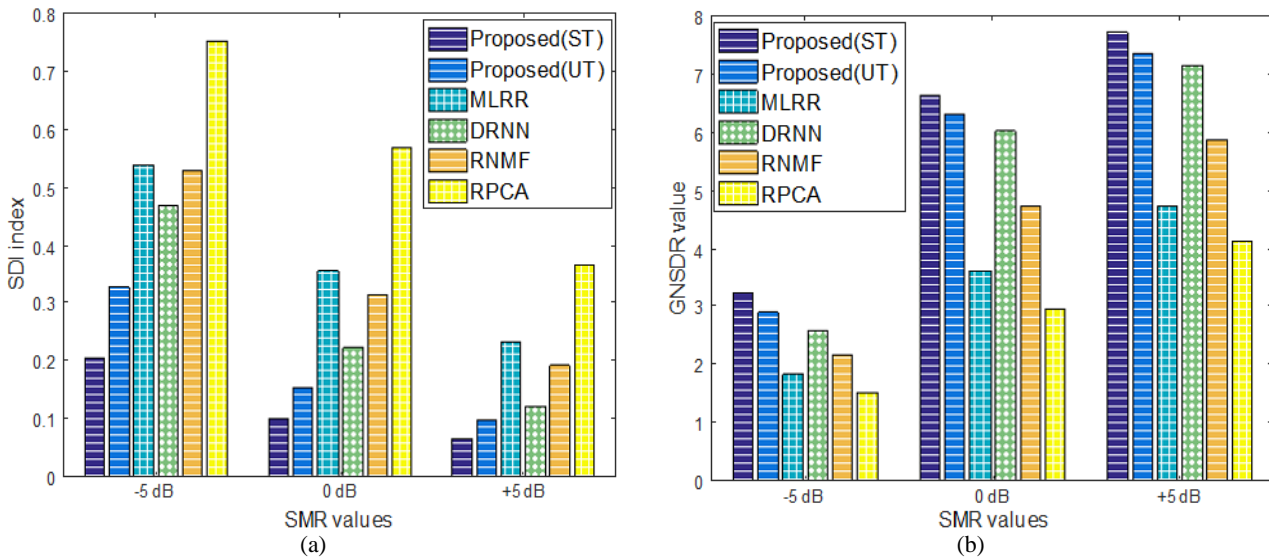 0.8
0.7
0.6
0.5
0.4
0.3
0.2
0.1
0
SDI index
-5 dB
0 dB
+5 dB
SMR values
Proposed(ST)
Proposed(UT)
MLRR
DRNN
RNMF
RPCA
(a)
8
7
6
5
4
3
2
1
0
GNSDR value
-5 dB
0 dB
+5 dB
SMR values
Proposed(ST)
Proposed(UT)
MLRR
DRNN
RNMF
RPCA
(b)